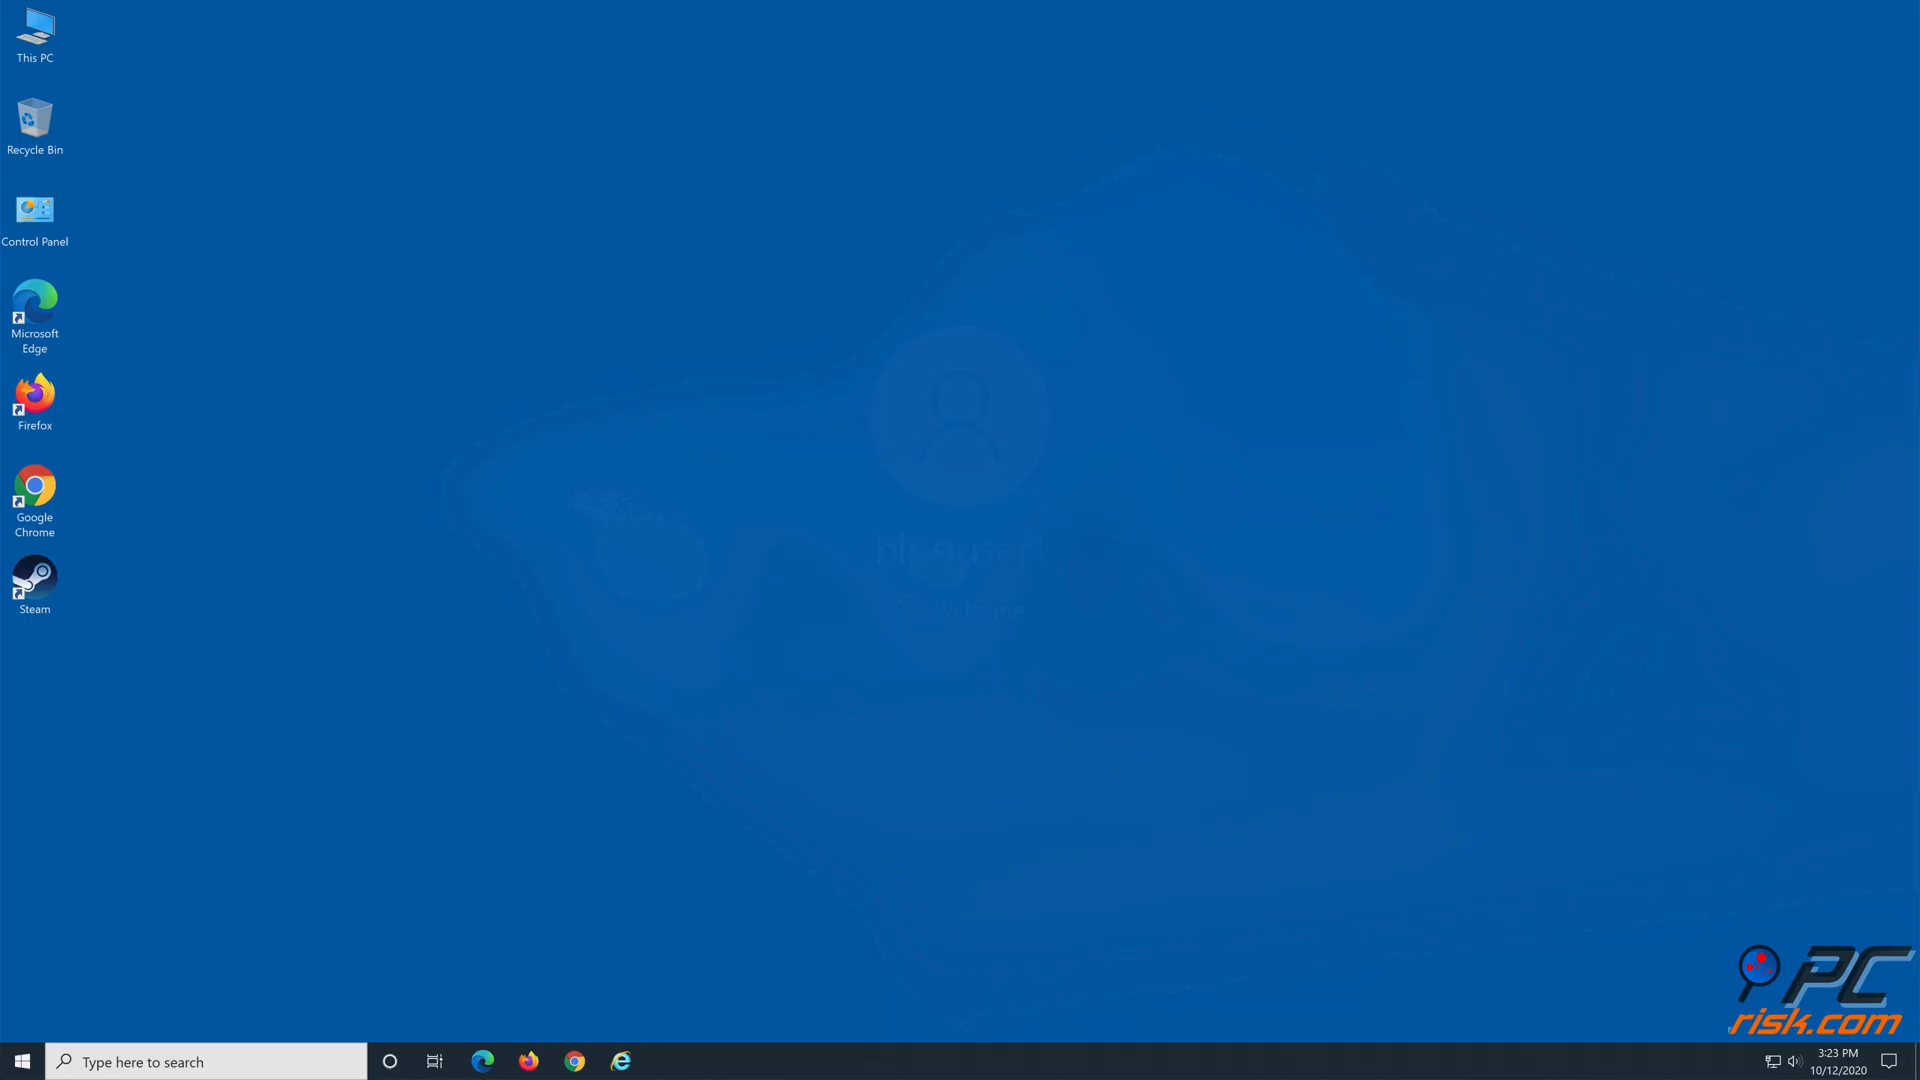 This PC
Recycle Bin
Control Panel
Microsoft
Edge
Firefox
Google
Chrome
Steam
Welcome
PC
risk.com
Type here to search
3:23 PM
10/12/2020